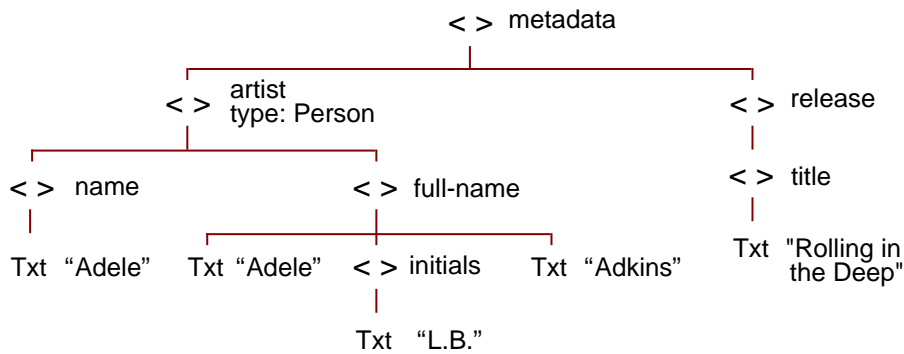 < > metadata
< > artist
type: Person
< > release
< > name
< > full-name
< > title
Txt “Adele”
Txt “Adele”
< > initials
Txt “Adkins”
Txt "Rolling in
the Deep"
Txt “L.B.”